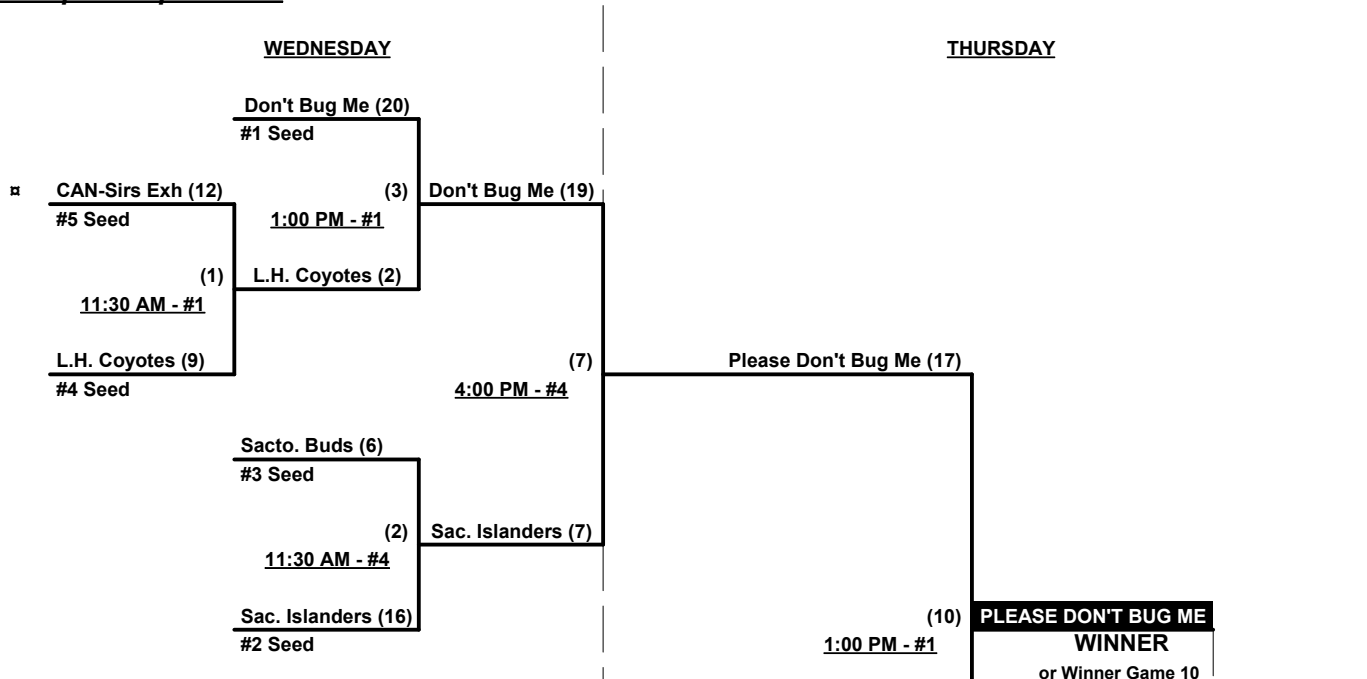 WEDNESDAY
THURSDAY
Don't Bug Me (20)
#1 Seed
¤ CAN-Sirs Exh (12)
(3)
Don't Bug Me (19)
#5 Seed
1:00 PM - #1
(1)
L.H. Coyotes (2)
11:30 AM - #1
L.H. Coyotes (9)
(7)
Please Don't Bug Me (17)
#4 Seed
4:00 PM - #4
Sacto. Buds (6)
#3 Seed
(2)
Sac. Islanders (7)
11:30 AM - #4
Sac. Islanders (16)
(10)
PLEASE DON'T BUG ME
#2 Seed
1:00 PM - #1
WINNER
or Winner Game 10